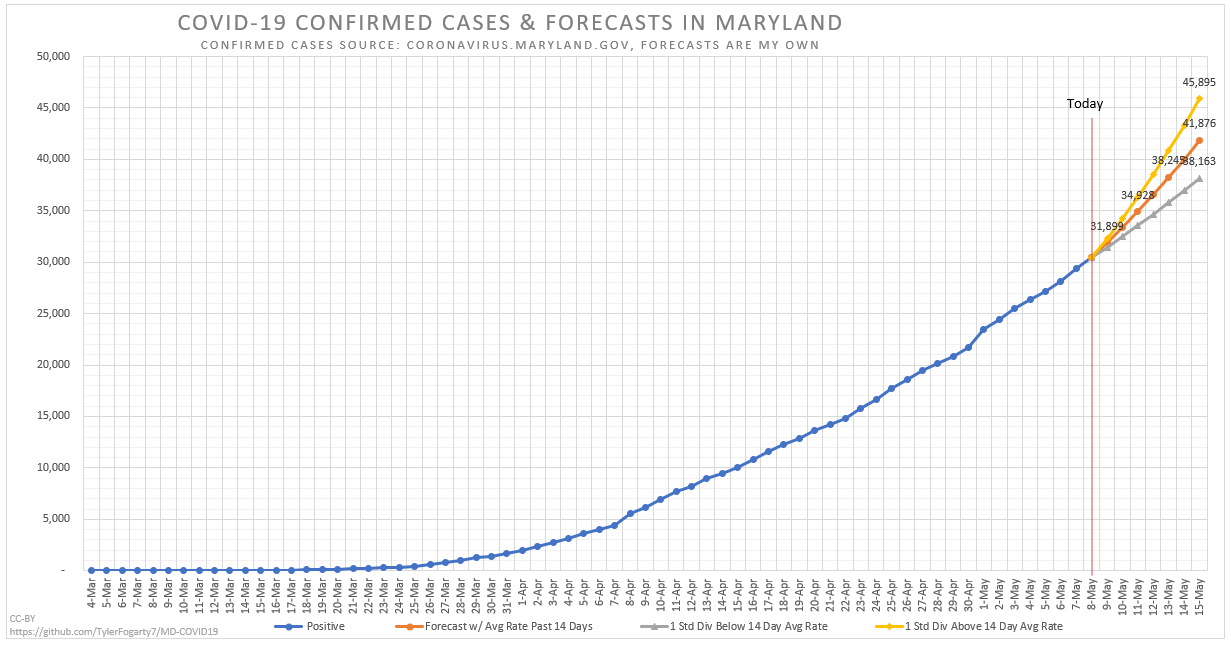 COVID-19 CONFIRMED CASES & FORECASTS IN MARYLAND
CONFIRMED CASES SOURCE: CORONAVIRUS.MARYLAND.GOV, FORECASTS ARE MY OWN
50,000
45,000
40,000
35,000
30,000
25,000
20,000
15,000
10,000
5,000
-
Today
45,895
41,876
38,245
38,163
34,928
31,899
4-Mar
5-Mar
6-Mar
7-Mar
8-Mar
9-Mar
10-Mar
11-Mar
12-Mar
13-Mar
14-Mar
15-Mar
16-Mar
17-Mar
18-Mar
19-Mar
20-Mar
21-Mar
22-Mar
23-Mar
24-Mar
25-Mar
26-Mar
27-Mar
28-Mar
29-Mar
30-Mar
31-Mar
1-Apr
2-Apr
3-Apr
4-Apr
5-Apr
6-Apr
7-Apr
8-Apr
9-Apr
10-Apr
11-Apr
12-Apr
13-Apr
14-Apr
15-Apr
16-Apr
17-Apr
18-Apr
19-Apr
20-Apr
21-Apr
22-Apr
23-Apr
24-Apr
25-Apr
26-Apr
27-Apr
28-Apr
29-Apr
30-Apr
1-May
2-May
3-May
4-May
5-May
6-May
7-May
8-May
9-May
10-May
11-May
12-May
13-May
14-May
15-May
CC-BY
https://github.com/TylerFogarty7/MD-COVID19
Positive
Forecast w/ Avg Rate Past 14 Days
1 Std Div Below 14 Day Avg Rate
1 Std Div Above 14 Day Avg Rate